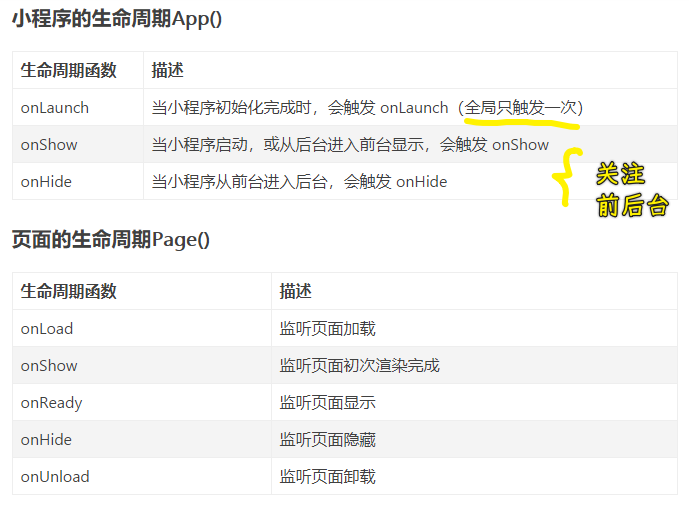 小程序的生命周期App()
生命周期函数 描述
onLaunch 当小程序初始化完成时，会触发 onLaunch（全局只触发一次）
onShow 当小程序启动，或从后台进入前台显示，会触发 onShow
onHide 当小程序从前台进入后台，会触发 onHide
关注
前后台
页面的生命周期Page()
生命周期函数 描述
onLoad 监听页面加载
onShow 监听页面初次渲染完成
onReady 监听页面显示
onHide 监听页面隐藏
onUnload 监听页面卸载